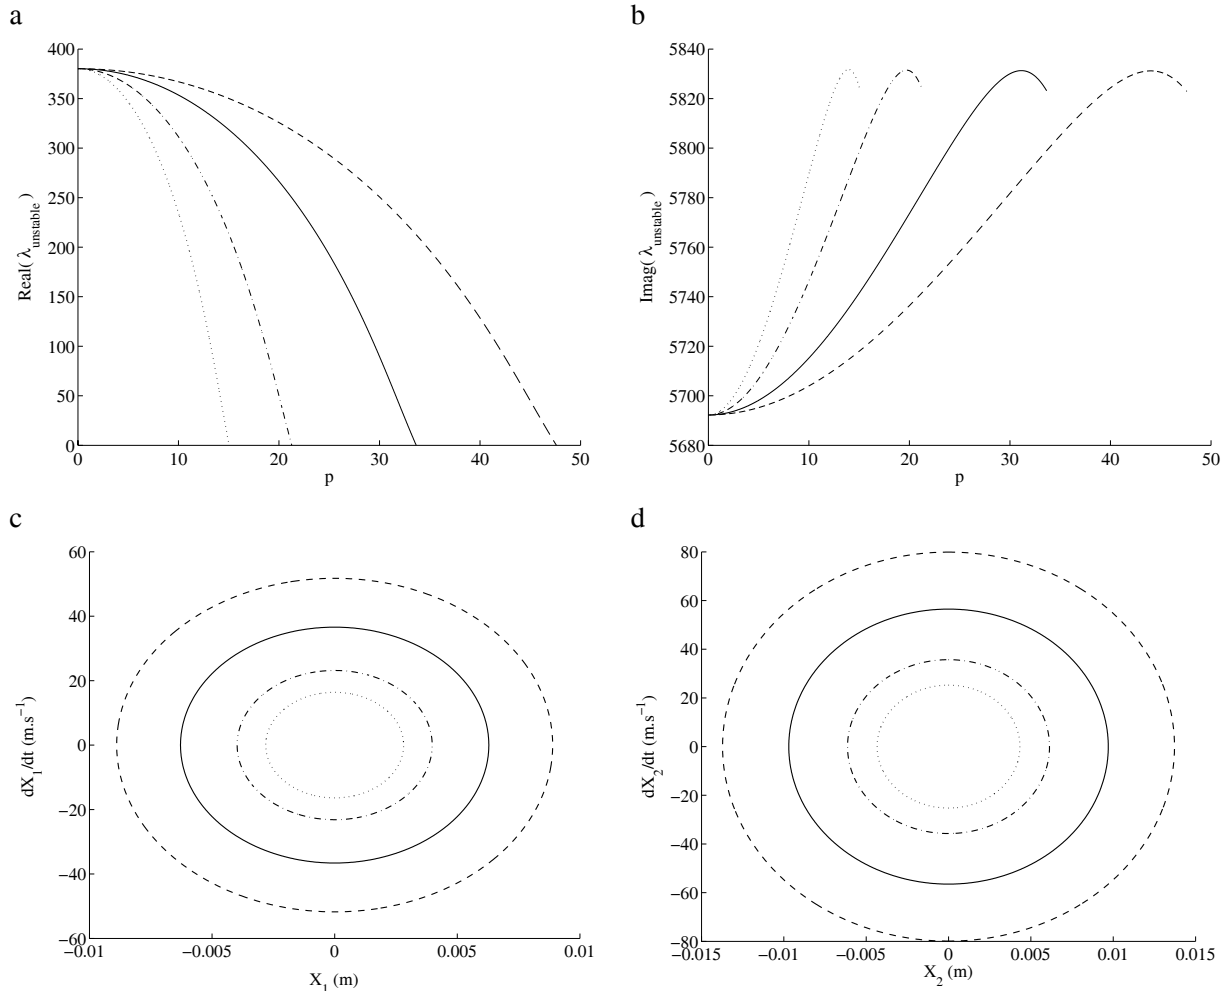 a
400
350
300
250
200
150
100
50
0
Real( λunstable )
0 10 20 30 40 50
p
b
5840
5820
5800
5780
5760
5740
5720
5700
5680
Imag( λunstable )
0 10 20 30 40 50
p
c
60
40
20
0
−20
−40
−60
dX1/dt (m.s−1)
−0.01 −0.005 0 0.005 0.01
X1 (m)
d
80
60
40
20
0
−20
−40
−60
−80
dX2/dt (m.s−1)
−0.015 −0.01 −0.005 0 0.005 0.01 0.015
X2 (m)